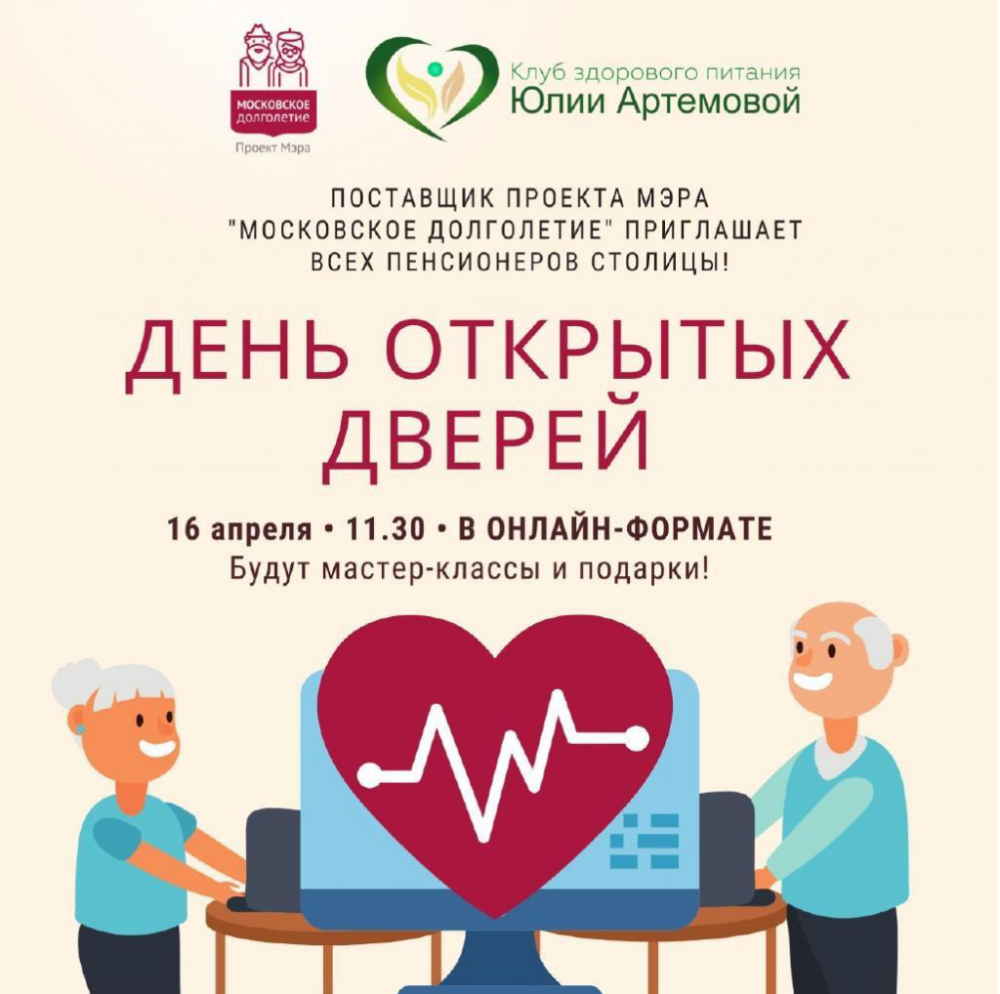 МОСКОВСКОЕ
ДОЛГОЛЕТИЕ
Проект Мэра
Клуб здорового питания
Юлии Артемовой
ПОСТАВЩИК ПРОЕКТА МЭРА
"МОСКОВСКОЕ ДОЛГОЛЕТИЕ" ПРИГЛАШАЕТ
ВСЕХ ПЕНСИОНЕРОВ СТОЛИЦЫ!
ДЕНЬ ОТКРЫТЫХ
ДВЕРЕЙ
16 апреля • 11.30 • В ОНЛАЙН-ФОРМАТЕ
Будут мастер-классы и подарки!